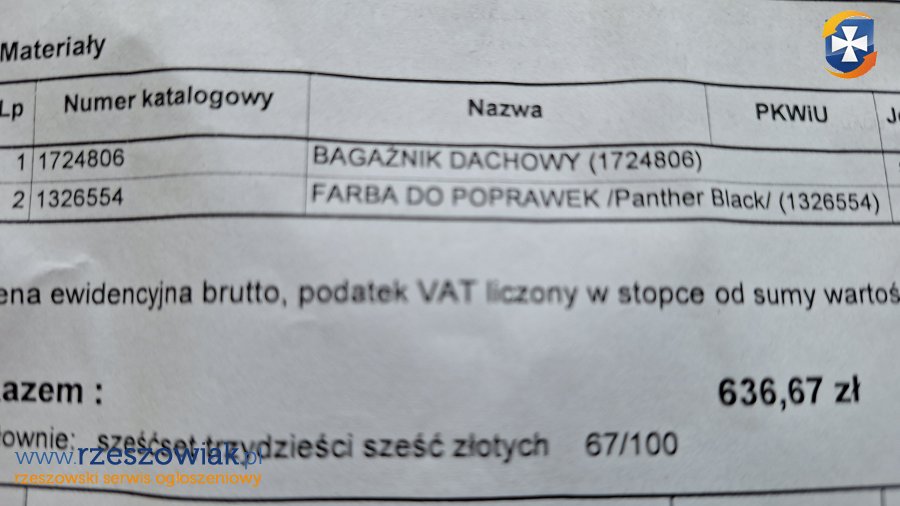 Materiały
Lp Numer katalogowy Nazwa PKWiU
1 1724806 BAGAŻNIK DACHOWY (1724806)
2 1326554 FARBA DO POPRAWEK /Panther Black/ (1326554)
ena ewidencyjna brutto, podatek VAT liczony w stopce od sumy wartoś
azem : 636,67 zł
ownie: sześćset trzydzieści sześć złotych 67/100
www.rzeszowiak.pl
rzeszowski serwis ogłoszeniowy